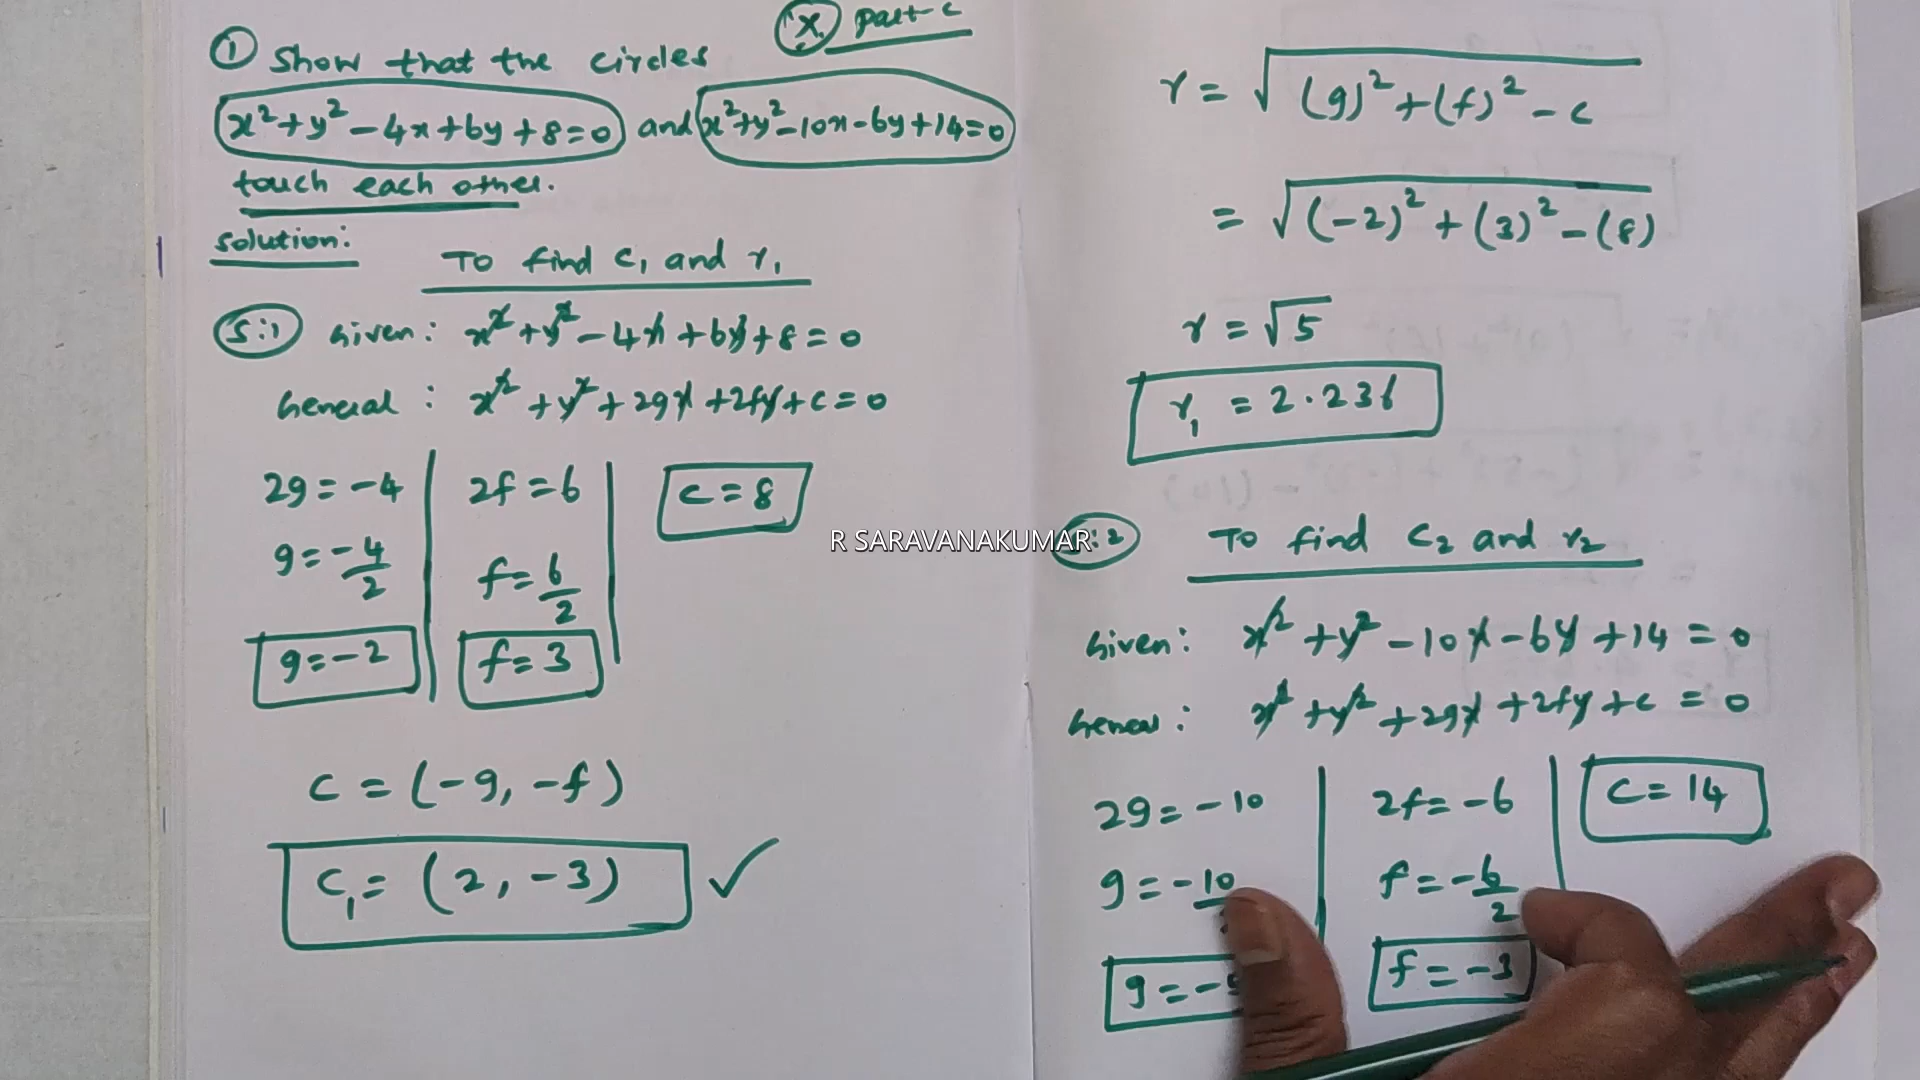 ① Show that the circles
Ⓧ part-c
x²+y²-4x+6y+8=0 and x²+y²-10x-6y+14=0
touch each other.
solution:
To find c₁ and r₁
S:1 Given: x²+y²-4x+6y+8=0
General: x²+y²+2gx+2fy+c=0
2g=-4
g=-4/2
g=-2
2f=6
f=6/2
f=3
c=8
c=(-g, -f)
c₁=(2, -3) ✓
r=√(g)²+(f)²-c
=√(-2)²+(3)²-(8)
r=√5
r₁=2.236
R SARAVANAKUMAR
S:2 To find c₂ and r₂
Given: x²+y²-10x-6y+14=0
General: x²+y²+2gx+2fy+c=0
2g=-10
g=-10/2
g=-5
2f=-6
f=-6/2
f=-3
c=14